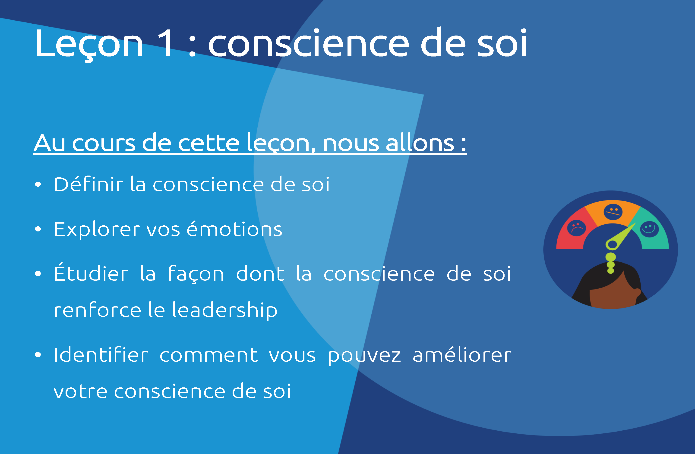 Leçon 1 : conscience de soi
Au cours de cette leçon, nous allons :
• Définir la conscience de soi
• Explorer vos émotions
• Étudier la façon dont la conscience de soi
renforce le leadership
• Identifier comment vous pouvez améliorer
votre conscience de soi